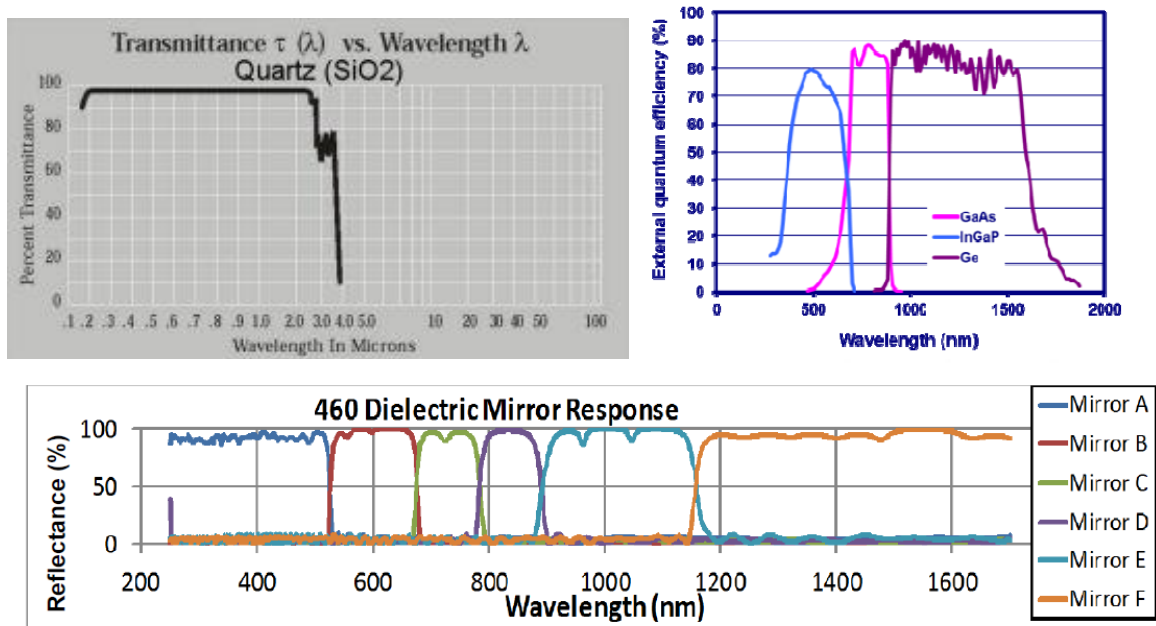 Transmittance τ (λ) vs. Wavelength λ
Quartz (SiO2)
Percent Transmittance
100
80
60
40
20
0
.1 .2 .3 .4 .5 .6 .7 .8 .9 1.0 2.0 3.0 4.0 5.0 10 20 30 40 50 100
Wavelength In Microns
External quantum efficiency (%)
100
90
80
70
60
50
40
30
20
10
0
GaAs
InGaP
Ge
0 500 1000 1500 2000
Wavelength (nm)
460 Dielectric Mirror Response
Reflectance (%)
100
50
0
200 400 600 800 1000 1200 1400 1600
Wavelength (nm)
Mirror A
Mirror B
Mirror C
Mirror D
Mirror E
Mirror F